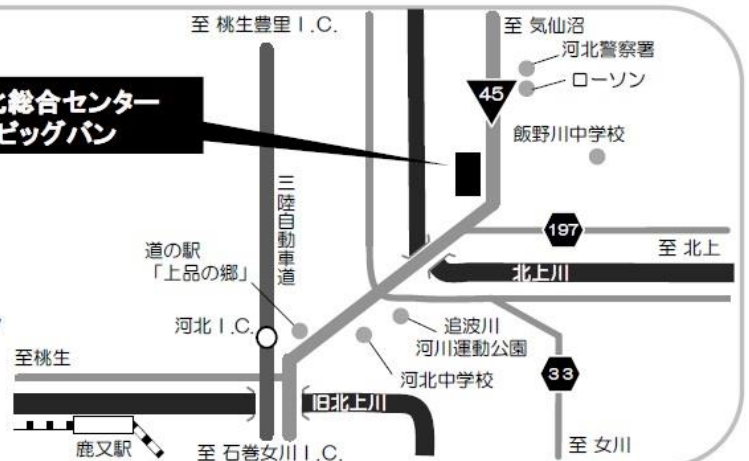 至 桃生豊里 I.C.
至 気仙沼
河北警察署
ローソン
45
総合センター
ビッグバン
飯野川中学校
三陸自動車道
197
至 北上
道の駅
「上品の郷」
北上川
河北 I.C.
追波川
河川運動公園
至桃生
河北中学校
33
旧北上川
鹿又駅
至 石巻女川 I.C.
至 女川